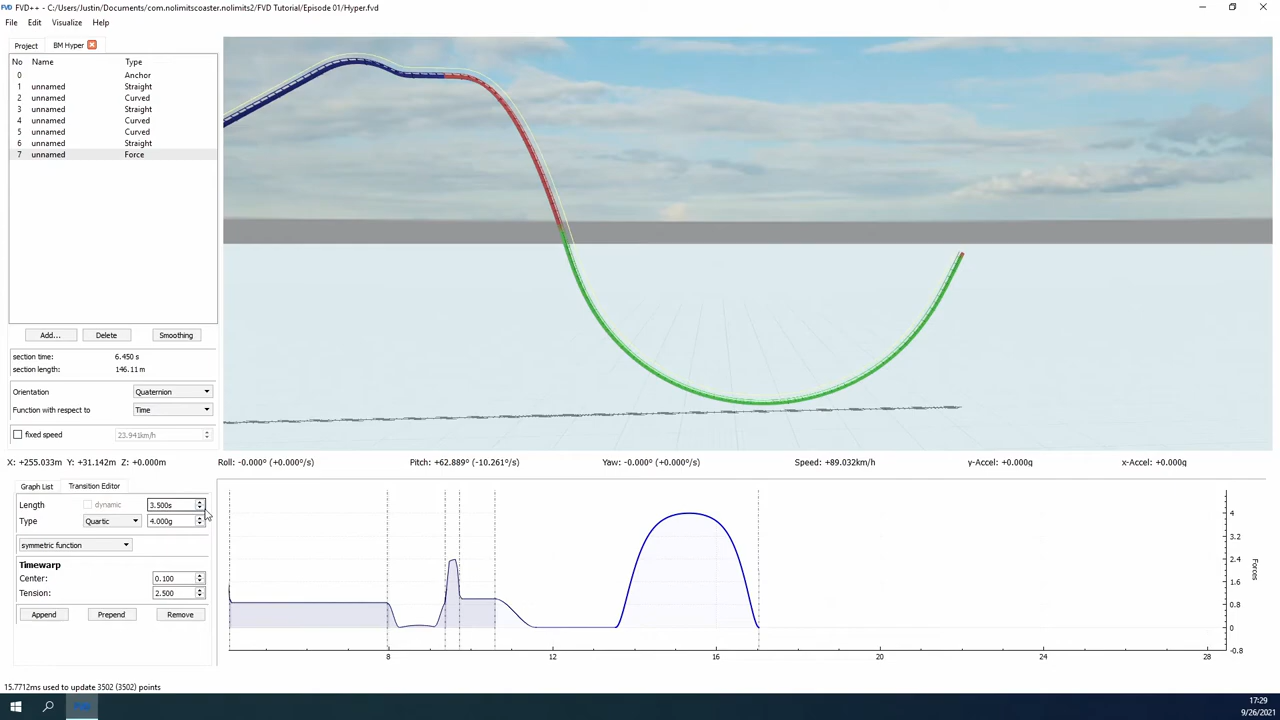 FVD++ - C:/Users/Justin/Documents/com.nolimitscoaster.nolimits2/FVD Tutorial/Episode 01/Hyper.fvd
File Edit Visualize Help
Project BM Hyper
No Name Type
0 Anchor
1 unnamed Straight
2 unnamed Curved
3 unnamed Straight
4 unnamed Curved
5 unnamed Curved
6 unnamed Straight
7 unnamed Force
Add... Delete Smoothing
section time: 6.450 s
section length: 146.11 m
Orientation Quaternion
Function with respect to Time
fixed speed 23.941km/h
X: +255.033m Y: +31.142m Z: +0.000m Roll: -0.000° (+0.000°/s) Pitch: +62.889° (-10.261°/s) Yaw: -0.000° (+0.000°/s) Speed: +89.032km/h y-Accel: +0.000g x-Accel: +0.000g
Graph List Transition Editor
Length dynamic 3.500s
Type Quartic 4.000g
symmetric function
Timewarp
Center: 0.100
Tension: 2.500
Append Prepend Remove
4
3.2
2.4
1.6
0.8
0
-0.8
Forces
8 12 16 20 24 28
15.7712ms used to update 3502 (3502) points
17:29
9/26/2021